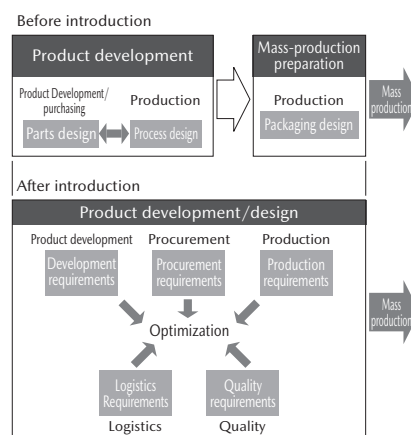 Before introduction
Product development
Mass-production
preparation
Product Development/
purchasing
Production
Parts design
Process design
Production
Packaging design
Mass
production
After introduction
Product development/design
Product development
Procurement
Production
Development
requirements
Procurement
requirements
Production
requirements
Optimization
Mass
production
Logistics
Requirements
Quality
requirements
Logistics
Quality